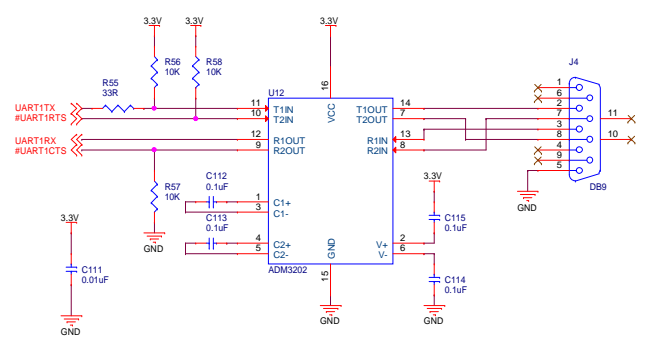 3.3V 3.3V 3.3V
J4
R56
10K
R58
10K
R55
33R
U12
16
VCC
1
6
2
7
3
8
4
9
5
11
10
DB9
UART1TX
#UART1RTS
11 T1IN
10 T2IN
T1OUT 14
T2OUT 7
UART1RX
#UART1CTS
12 R1OUT
9 R2OUT
R1IN 13
R2IN 8
R57
10K
C112
0.1uF
1 C1+
3 C1-
C113
0.1uF
4 C2+
5 C2-
3.3V
C115
0.1uF
V+ 2
V- 6
GND
15
ADM3202
C114
0.1uF
GND
GND
3.3V
C111
0.01uF
GND
GND
GND